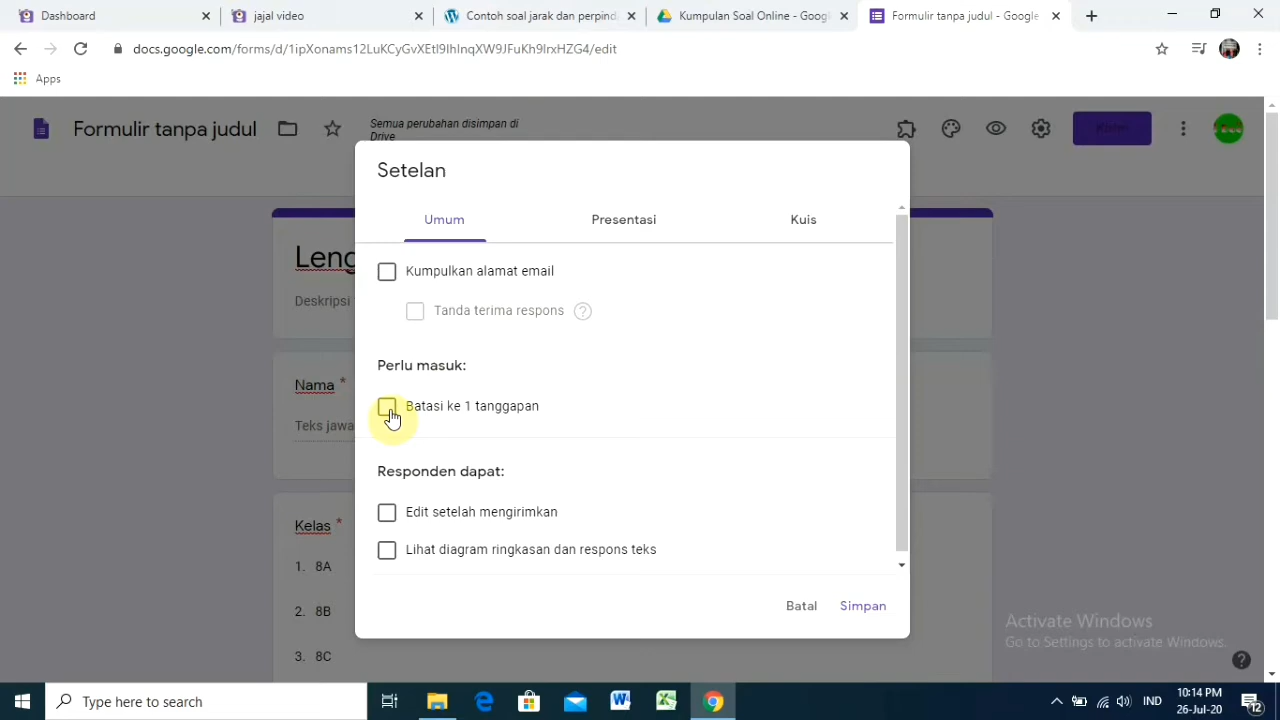 Dashboard
jajal video
Contoh soal jarak dan perpind
Kumpulan Soal Online - Googl
Formulir tanpa judul - Google
docs.google.com/forms/d/1ipXonams12LuKCyGvXEtl9IhlnqXW9JFuKh9lrxHZG4/edit
Apps
Formulir tanpa judul
Semua perubahan disimpan di
Drive
Kirim
Setelan
Umum
Presentasi
Kuis
Kumpulkan alamat email
Tanda terima respons
Perlu masuk:
Batasi ke 1 tanggapan
Responden dapat:
Edit setelah mengirimkan
Lihat diagram ringkasan dan respons teks
Batal
Simpan
Leng
Deskripsi
Nama *
Teks jawa
Kelas *
1. 8A
2. 8B
3. 8C
Activate Windows
Go to Settings to activate Windows.
Type here to search
IND
10:14 PM
26-Jul-20
12